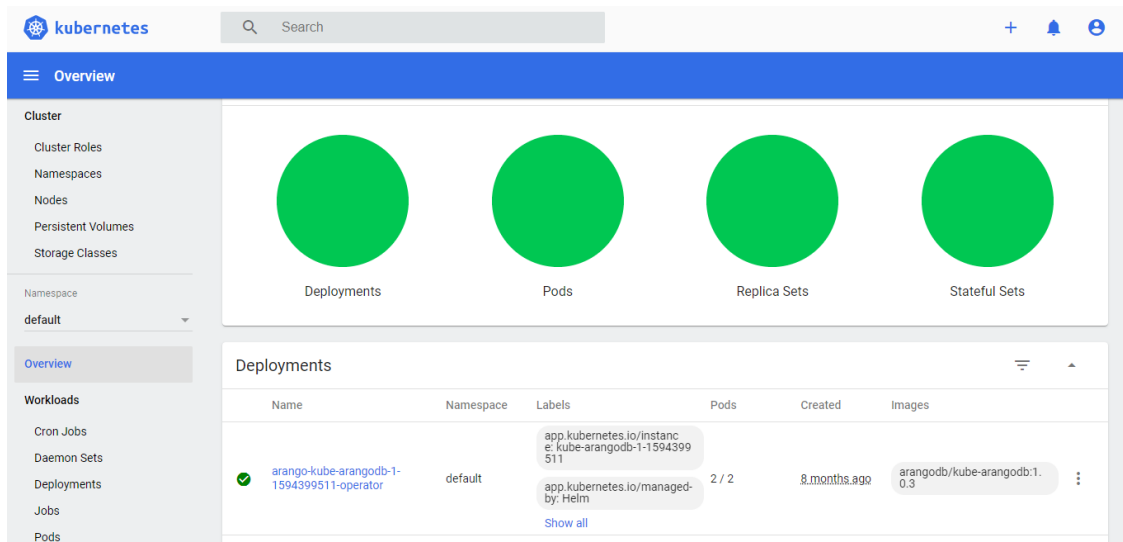 kubernetes
Search
Overview
Cluster
Cluster Roles
Namespaces
Nodes
Persistent Volumes
Storage Classes
Namespace
default
Overview
Workloads
Cron Jobs
Daemon Sets
Deployments
Jobs
Pods
Deployments
Pods
Replica Sets
Stateful Sets
Deployments
Name
Namespace
Labels
Pods
Created
Images
arango-kube-arangodb-1-
1594399511-operator
default
app.kubernetes.io/instanc
e: kube-arangodb-1-1594399
511
app.kubernetes.io/managed-
by: Helm
Show all
2 / 2
8 months ago
arangodb/kube-arangodb:1.
0.3